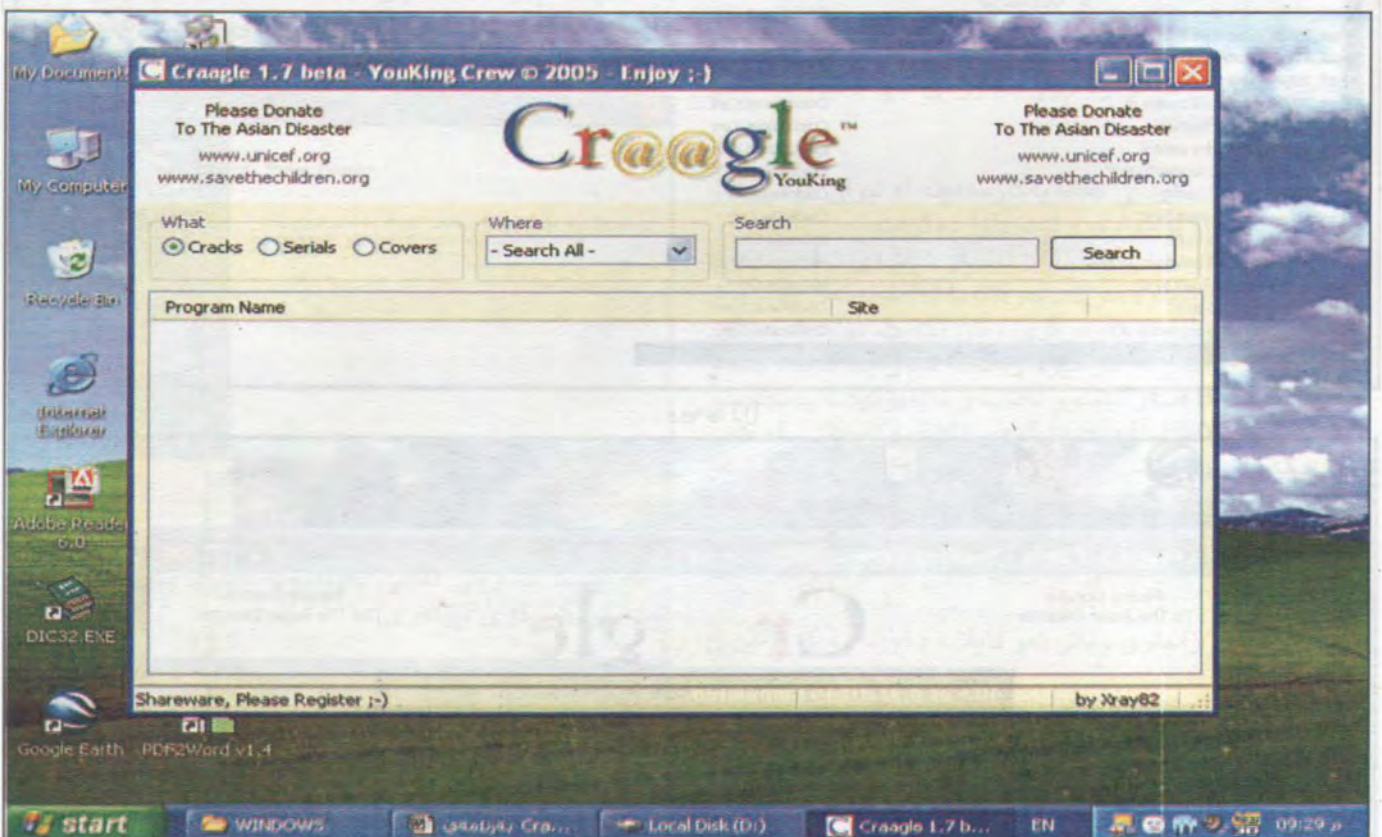 My Document
Craagle 1.7 beta - YouKing Crew © 2005 - Enjoy ;-)
Please Donate
To The Asian Disaster
www.unicef.org
www.savethechildren.org
Craagle™
YouKing
Please Donate
To The Asian Disaster
www.unicef.org
www.savethechildren.org
My Computer
What
Cracks Serials Covers
Where
- Search All -
Search
Search
Recycle Bin
Program Name Site
Internet
Explorer
Adobe Reader
6.0
DIC32.EXE
Shareware, Please Register ;-) by Xray82
Google Earth PDF2Word v1.4
start WINDOWS Cra... Local Disk (D:) Craagle 1.7 b... EN 09:29 م